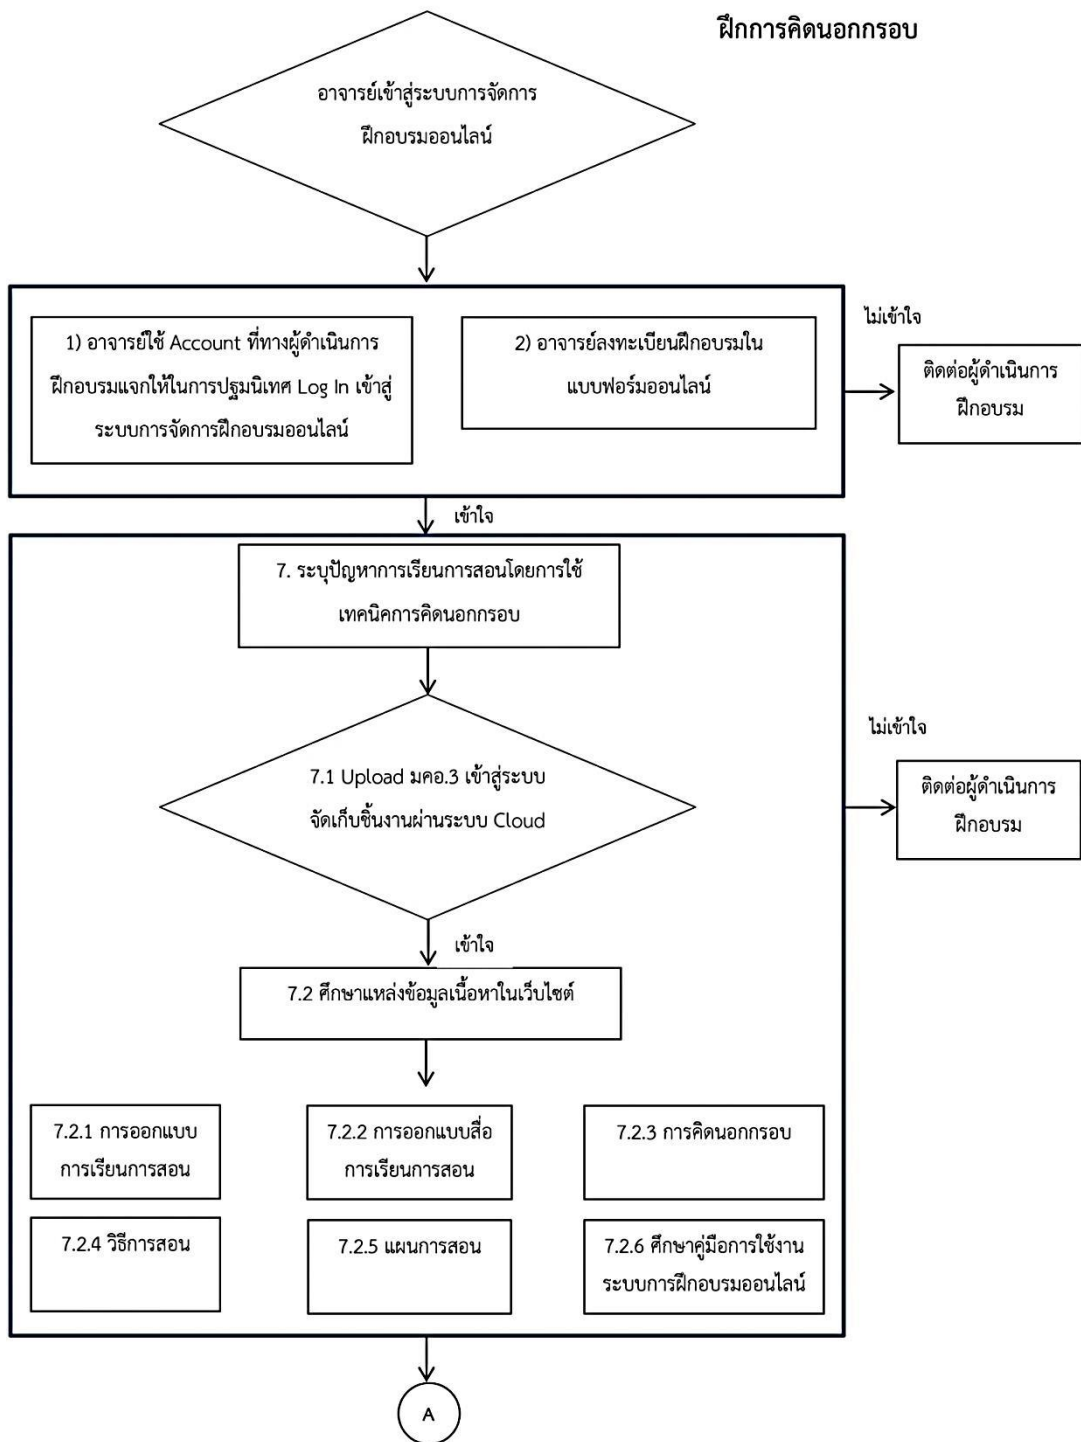 ฝึกการคิดนอกกรอบ
อาจารย์เข้าสู่ระบบการจัดการ
ฝึกอบรมออนไลน์
1) อาจารย์ใช้ Account ที่ทางผู้ดำเนินการ
ฝึกอบรมแจกให้ในการปฐมนิเทศ Log In เข้าสู่
ระบบการจัดการฝึกอบรมออนไลน์
2) อาจารย์ลงทะเบียนฝึกอบรมใน
แบบฟอร์มออนไลน์
ไม่เข้าใจ
ติดต่อผู้ดำเนินการ
ฝึกอบรม
เข้าใจ
7. ระบุปัญหาการเรียนการสอนโดยการใช้
เทคนิคการคิดนอกกรอบ
7.1 Upload มคอ.3 เข้าสู่ระบบ
จัดเก็บชิ้นงานผ่านระบบ Cloud
ไม่เข้าใจ
ติดต่อผู้ดำเนินการ
ฝึกอบรม
เข้าใจ
7.2 ศึกษาแหล่งข้อมูลเนื้อหาในเว็บไซต์
7.2.1 การออกแบบ
การเรียนการสอน
7.2.2 การออกแบบสื่อ
การเรียนการสอน
7.2.3 การคิดนอกกรอบ
7.2.4 วิธีการสอน
7.2.5 แผนการสอน
7.2.6 ศึกษาคู่มือการใช้งาน
ระบบการฝึกอบรมออนไลน์
A